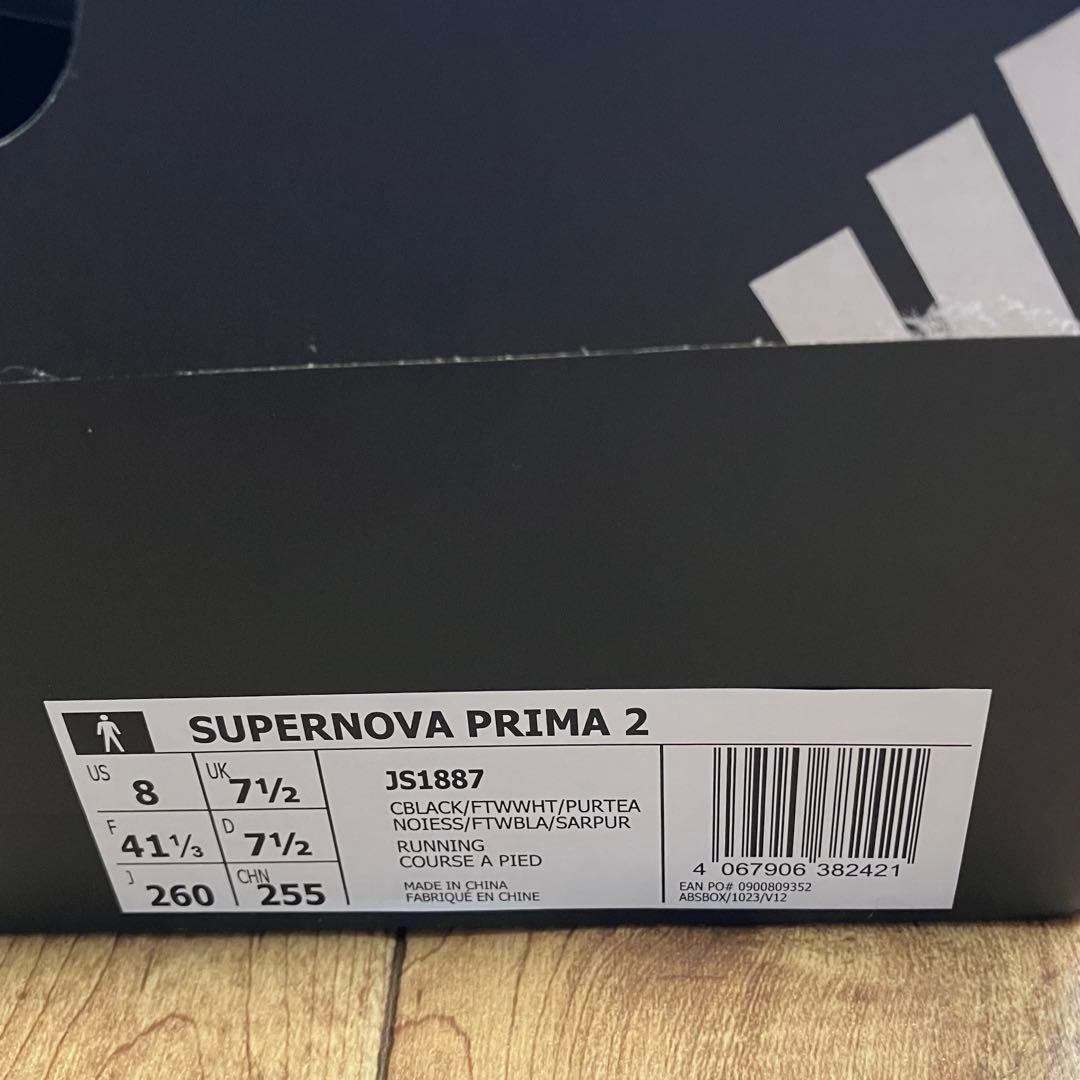 SUPERNOVA PRIMA 2
US 8 UK 7½
F 41⅓ D 7½
J 260 CHN 255
JS1887
CBLACK/FTWWHT/PURTEA
NOIESS/FTWBLA/SARPUR
RUNNING
COURSE A PIED
MADE IN CHINA
FABRIQUÉ EN CHINE
4 067906 382421
EAN PO# 0900809352
ABSBOX/1023/V12